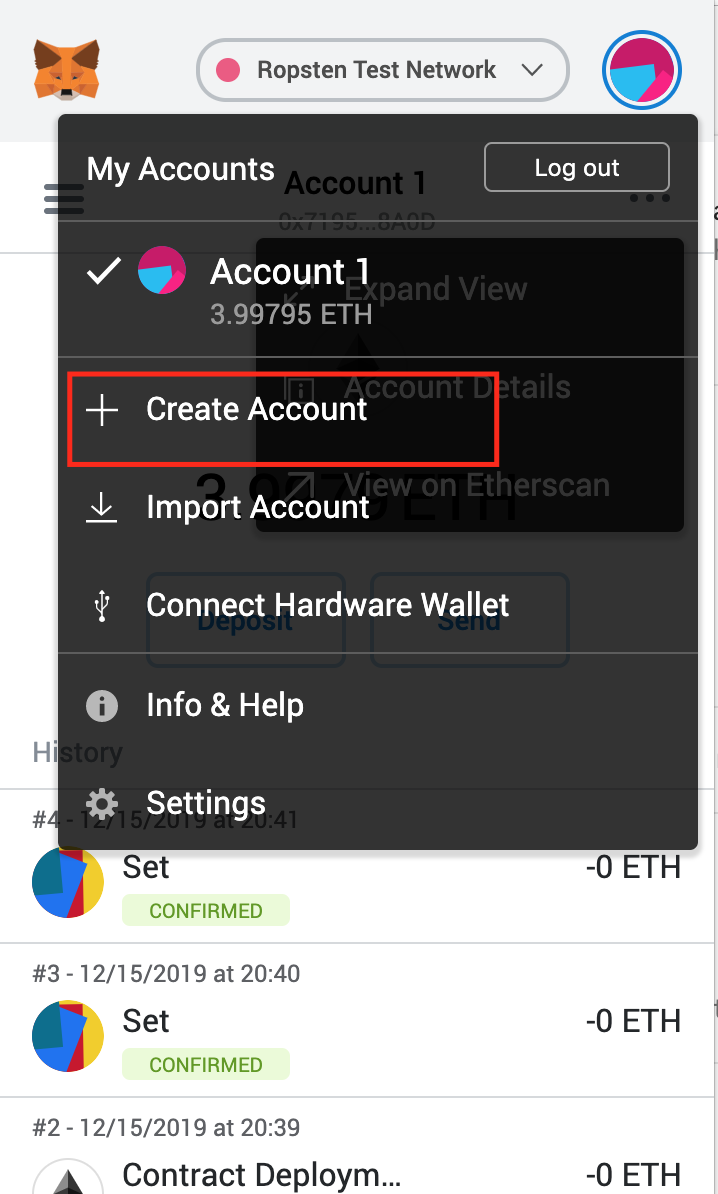 Ropsten Test Network
My Accounts
Log out
Account 1
0x7195...8A0D
Account 1
3.99795 ETH
Expand View
Account Details
Create Account
View on Etherscan
3.9979 ETH
Import Account
Connect Hardware Wallet
Deposit
Send
Info & Help
History
Settings
#4 - 12/15/2019 at 20:41
Set
-0 ETH
CONFIRMED
#3 - 12/15/2019 at 20:40
Set
-0 ETH
CONFIRMED
#2 - 12/15/2019 at 20:39
Contract Deploym...
-0 ETH